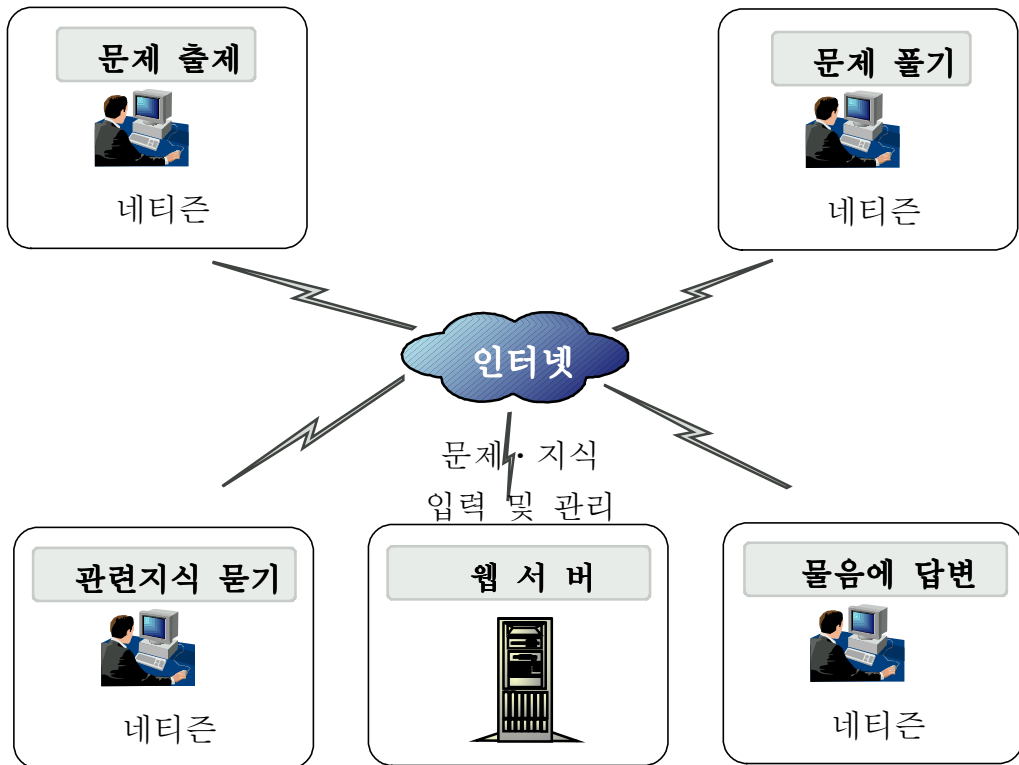 문제 출제
네티즌
문제 풀기
네티즌
인터넷
문제・지식
입력 및 관리
관련지식 묻기
네티즌
웹 서 버
물음에 답변
네티즌